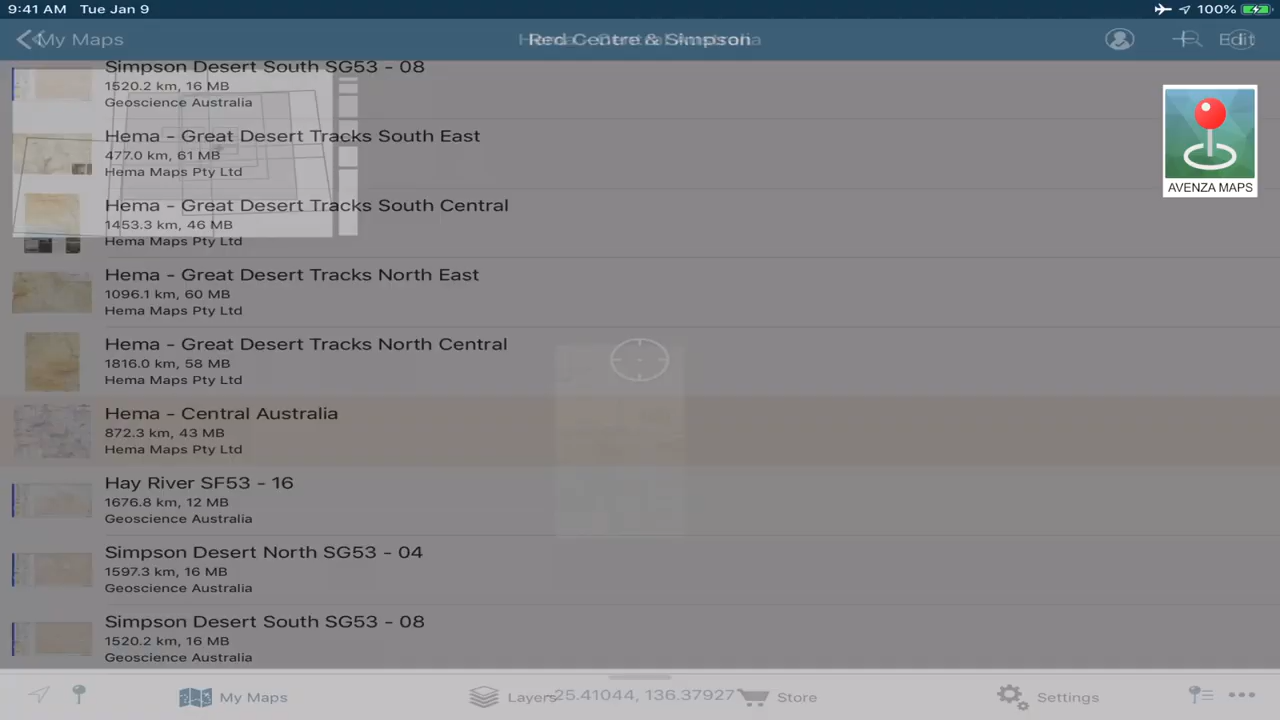 9:41 AM Tue Jan 9
100%
My Maps
Red Centre & Simpson
Hema - Central Australia
Edit
Simpson Desert South SG53 - 08
1520.2 km, 16 MB
Geoscience Australia
AVENZA MAPS
Hema - Great Desert Tracks South East
477.0 km, 61 MB
Hema Maps Pty Ltd
Hema - Great Desert Tracks South Central
1453.3 km, 46 MB
Hema Maps Pty Ltd
Hema - Great Desert Tracks North East
1096.1 km, 60 MB
Hema Maps Pty Ltd
Hema - Great Desert Tracks North Central
1816.0 km, 58 MB
Hema Maps Pty Ltd
Hema - Central Australia
872.3 km, 43 MB
Hema Maps Pty Ltd
Hay River SF53 - 16
1676.8 km, 12 MB
Geoscience Australia
Simpson Desert North SG53 - 04
1597.3 km, 16 MB
Geoscience Australia
Simpson Desert South SG53 - 08
1520.2 km, 16 MB
Geoscience Australia
My Maps
Layers
-25.41044, 136.37927
Store
Settings